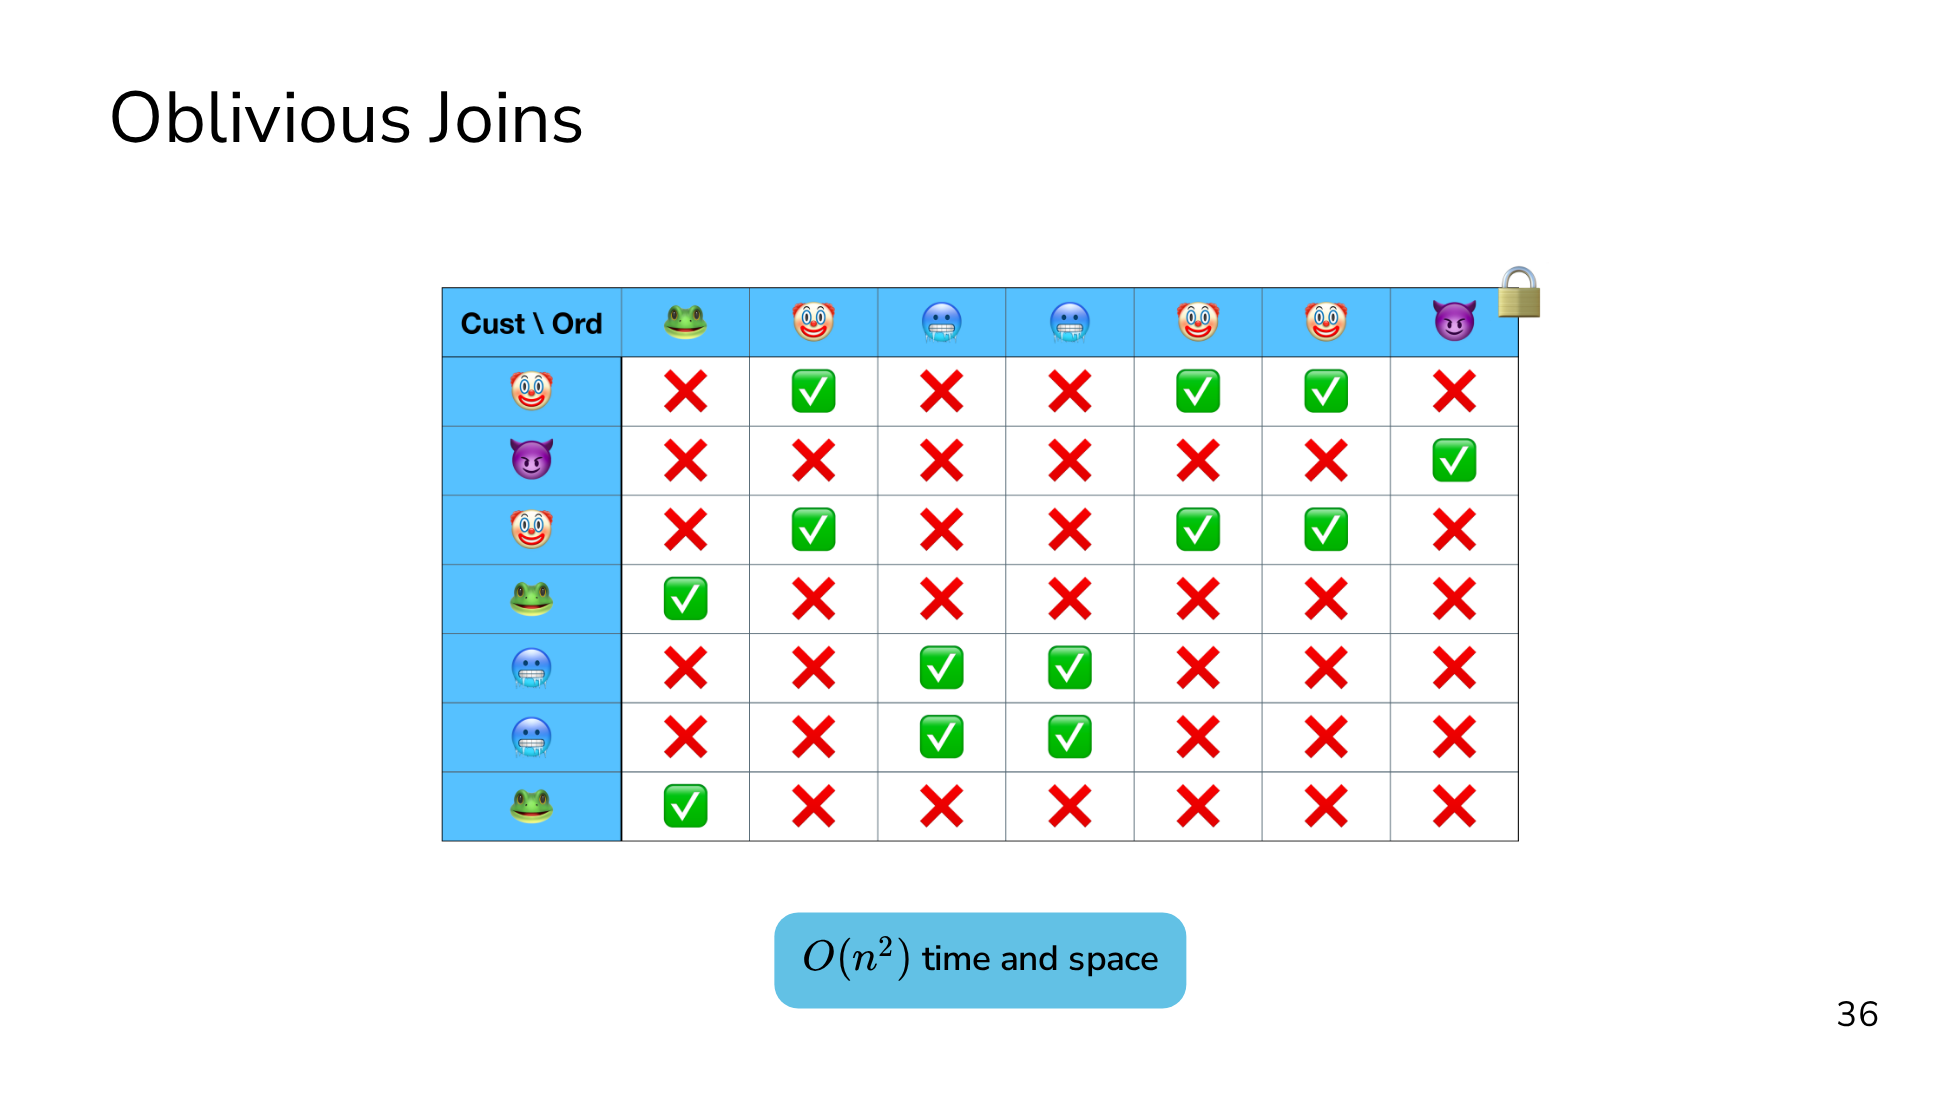 Oblivious Joins
Cust \ Ord 🐸 🤡 🥶 🥶 🤡 🤡 😈
🤡 ❌ ✅ ❌ ❌ ✅ ✅ ❌
😈 ❌ ❌ ❌ ❌ ❌ ❌ ✅
🤡 ❌ ✅ ❌ ❌ ✅ ✅ ❌
🐸 ✅ ❌ ❌ ❌ ❌ ❌ ❌
🥶 ❌ ❌ ✅ ✅ ❌ ❌ ❌
🥶 ❌ ❌ ✅ ✅ ❌ ❌ ❌
🐸 ✅ ❌ ❌ ❌ ❌ ❌ ❌
O(n²) time and space
36